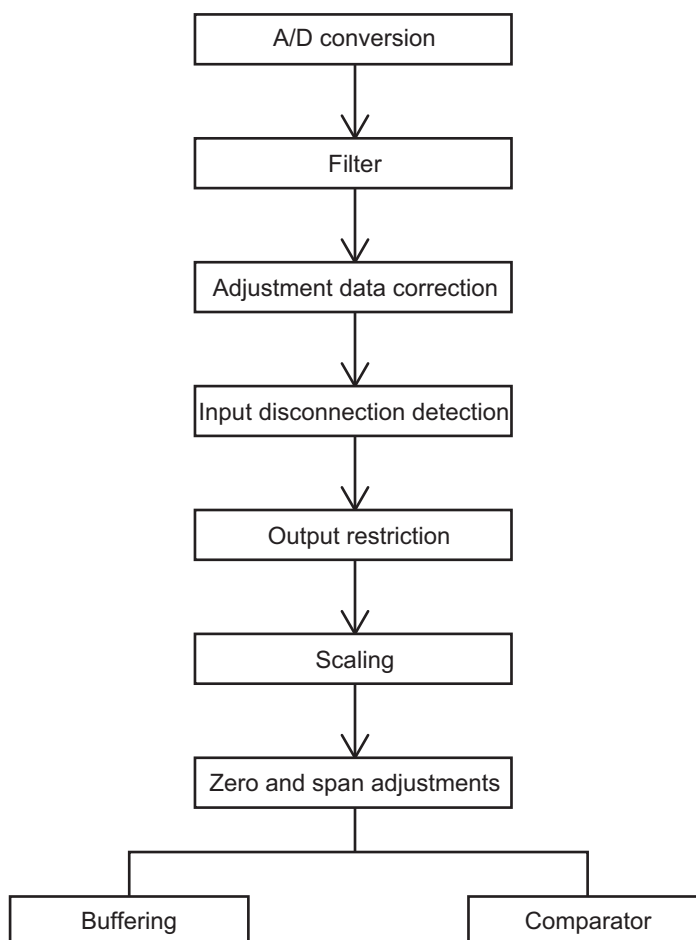 A/D conversion
Filter
Adjustment data correction
Input disconnection detection
Output restriction
Scaling
Zero and span adjustments
Buffering
Comparator